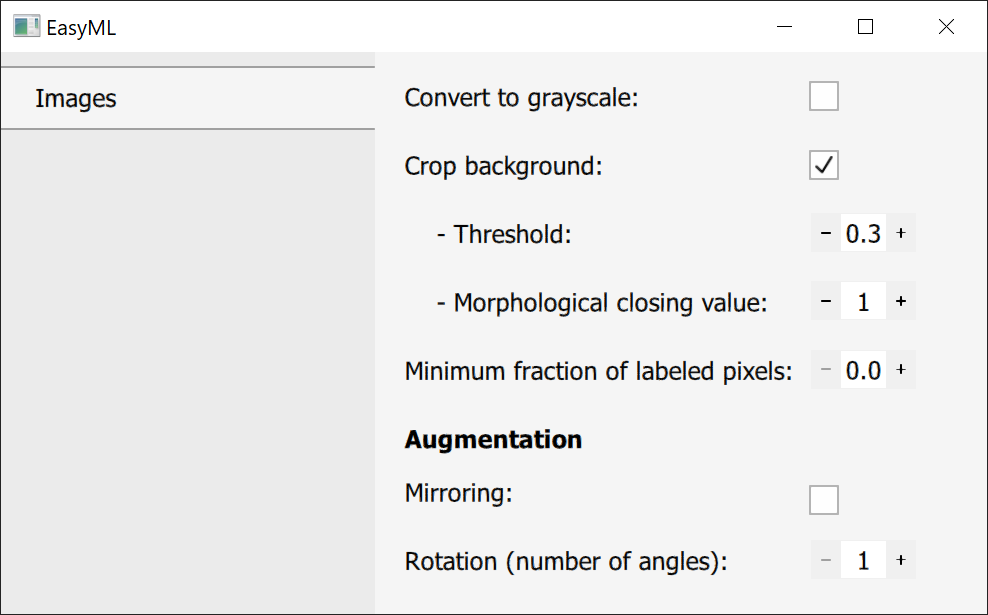 EasyML
Images
Convert to grayscale:
Crop background:
- Threshold: - 0.3 +
- Morphological closing value: - 1 +
Minimum fraction of labeled pixels: - 0.0 +
Augmentation
Mirroring:
Rotation (number of angles): - 1 +